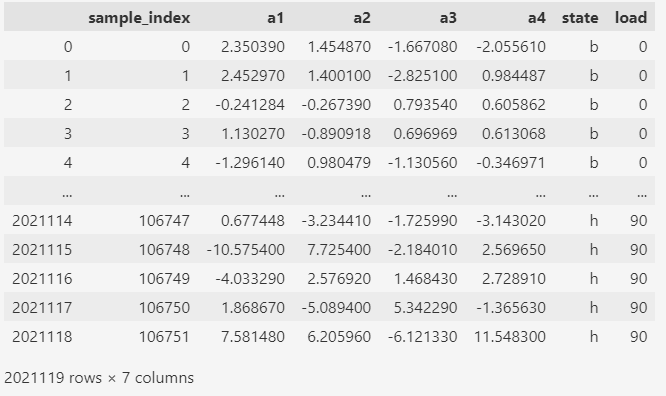 sample_index a1 a2 a3 a4 state load
0 0 2.350390 1.454870 -1.667080 -2.055610 b 0
1 1 2.452970 1.400100 -2.825100 0.984487 b 0
2 2 -0.241284 -0.267390 0.793540 0.605862 b 0
3 3 1.130270 -0.890918 0.696969 0.613068 b 0
4 4 -1.296140 0.980479 -1.130560 -0.346971 b 0
... ... ... ... ... ... ... ...
2021114 106747 0.677448 -3.234410 -1.725990 -3.143020 h 90
2021115 106748 -10.575400 7.725400 -2.184010 2.569650 h 90
2021116 106749 -4.033290 2.576920 1.468430 2.728910 h 90
2021117 106750 1.868670 -5.089400 5.342290 -1.365630 h 90
2021118 106751 7.581480 6.205960 -6.121330 11.548300 h 90
2021119 rows × 7 columns